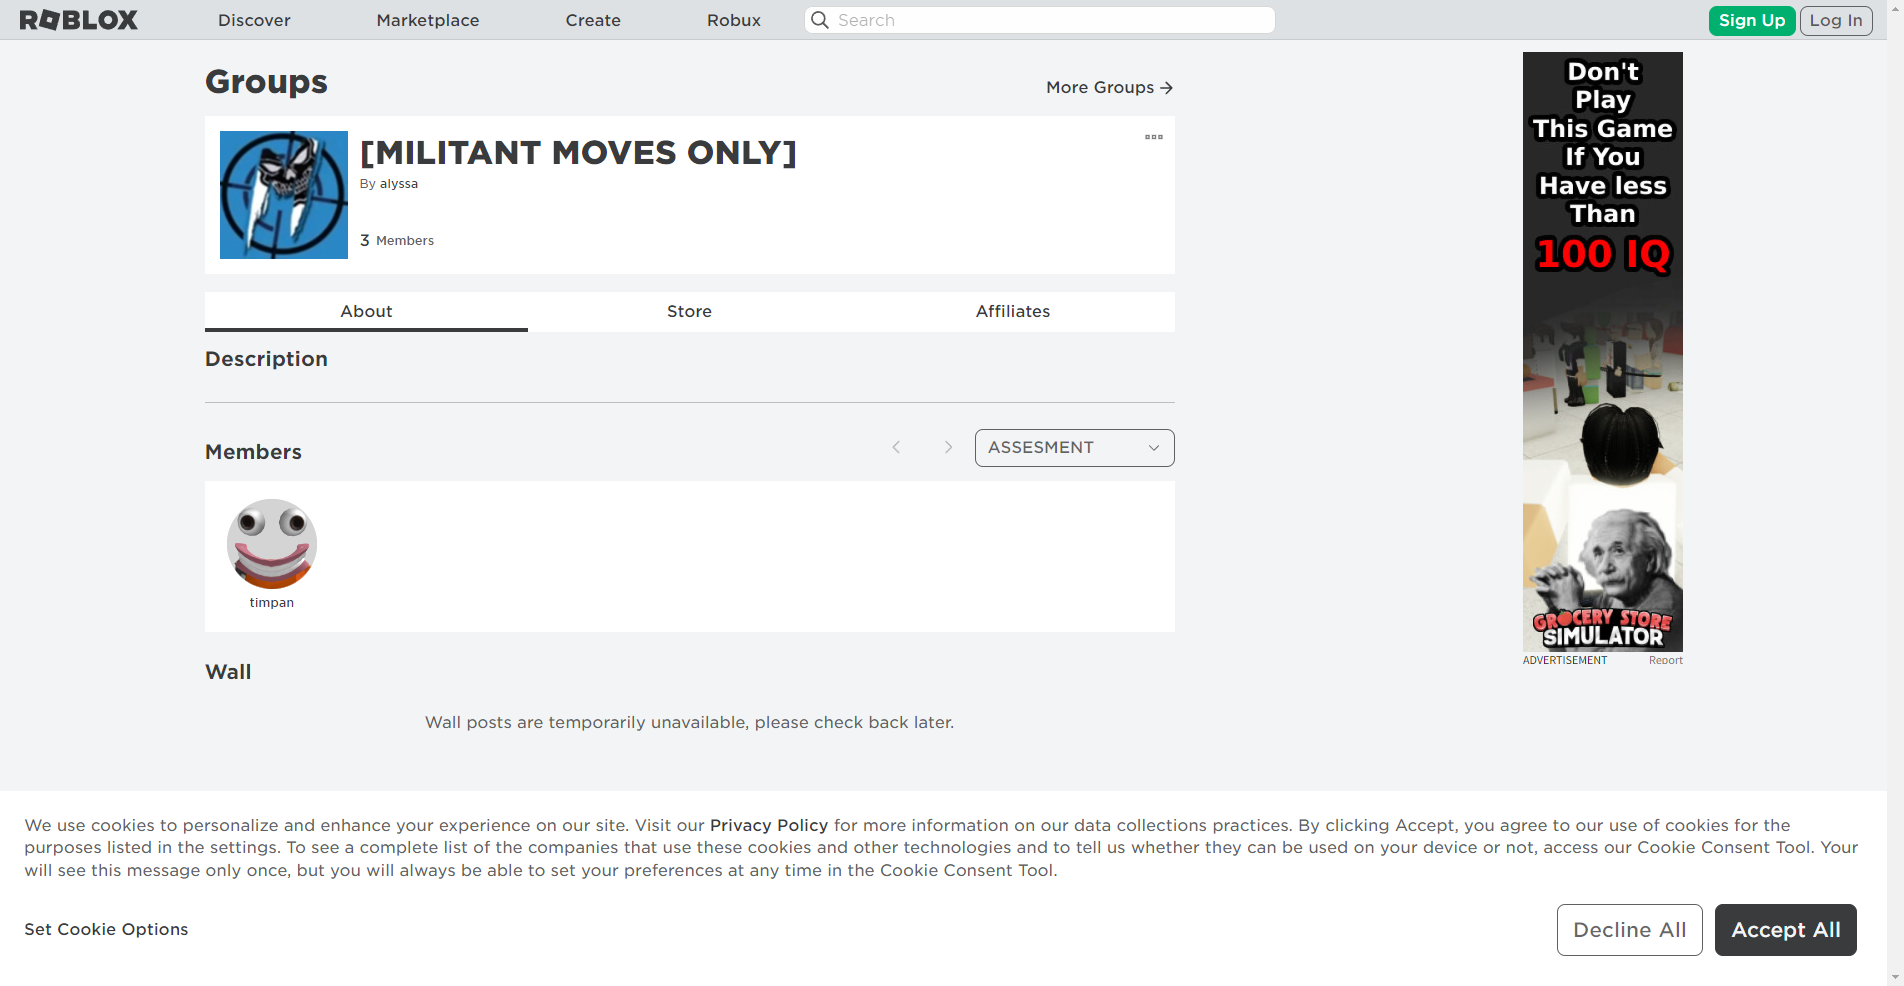 ROBLOX
Discover
Marketplace
Create
Robux
Search
Sign Up
Log In
Groups
More Groups
[MILITANT MOVES ONLY]
By alyssa
3 Members
About
Store
Affiliates
Description
Members
ASSESMENT
timpan
Wall
Wall posts are temporarily unavailable, please check back later.
Don't
Play
This Game
If You
Have less
Than
100 IQ
GROCERY STORE
SIMULATOR
ADVERTISEMENT
Report
We use cookies to personalize and enhance your experience on our site. Visit our Privacy Policy for more information on our data collections practices. By clicking Accept, you agree to our use of cookies for the
purposes listed in the settings. To see a complete list of the companies that use these cookies and other technologies and to tell us whether they can be used on your device or not, access our Cookie Consent Tool. Your
will see this message only once, but you will always be able to set your preferences at any time in the Cookie Consent Tool.
Set Cookie Options
Decline All
Accept All